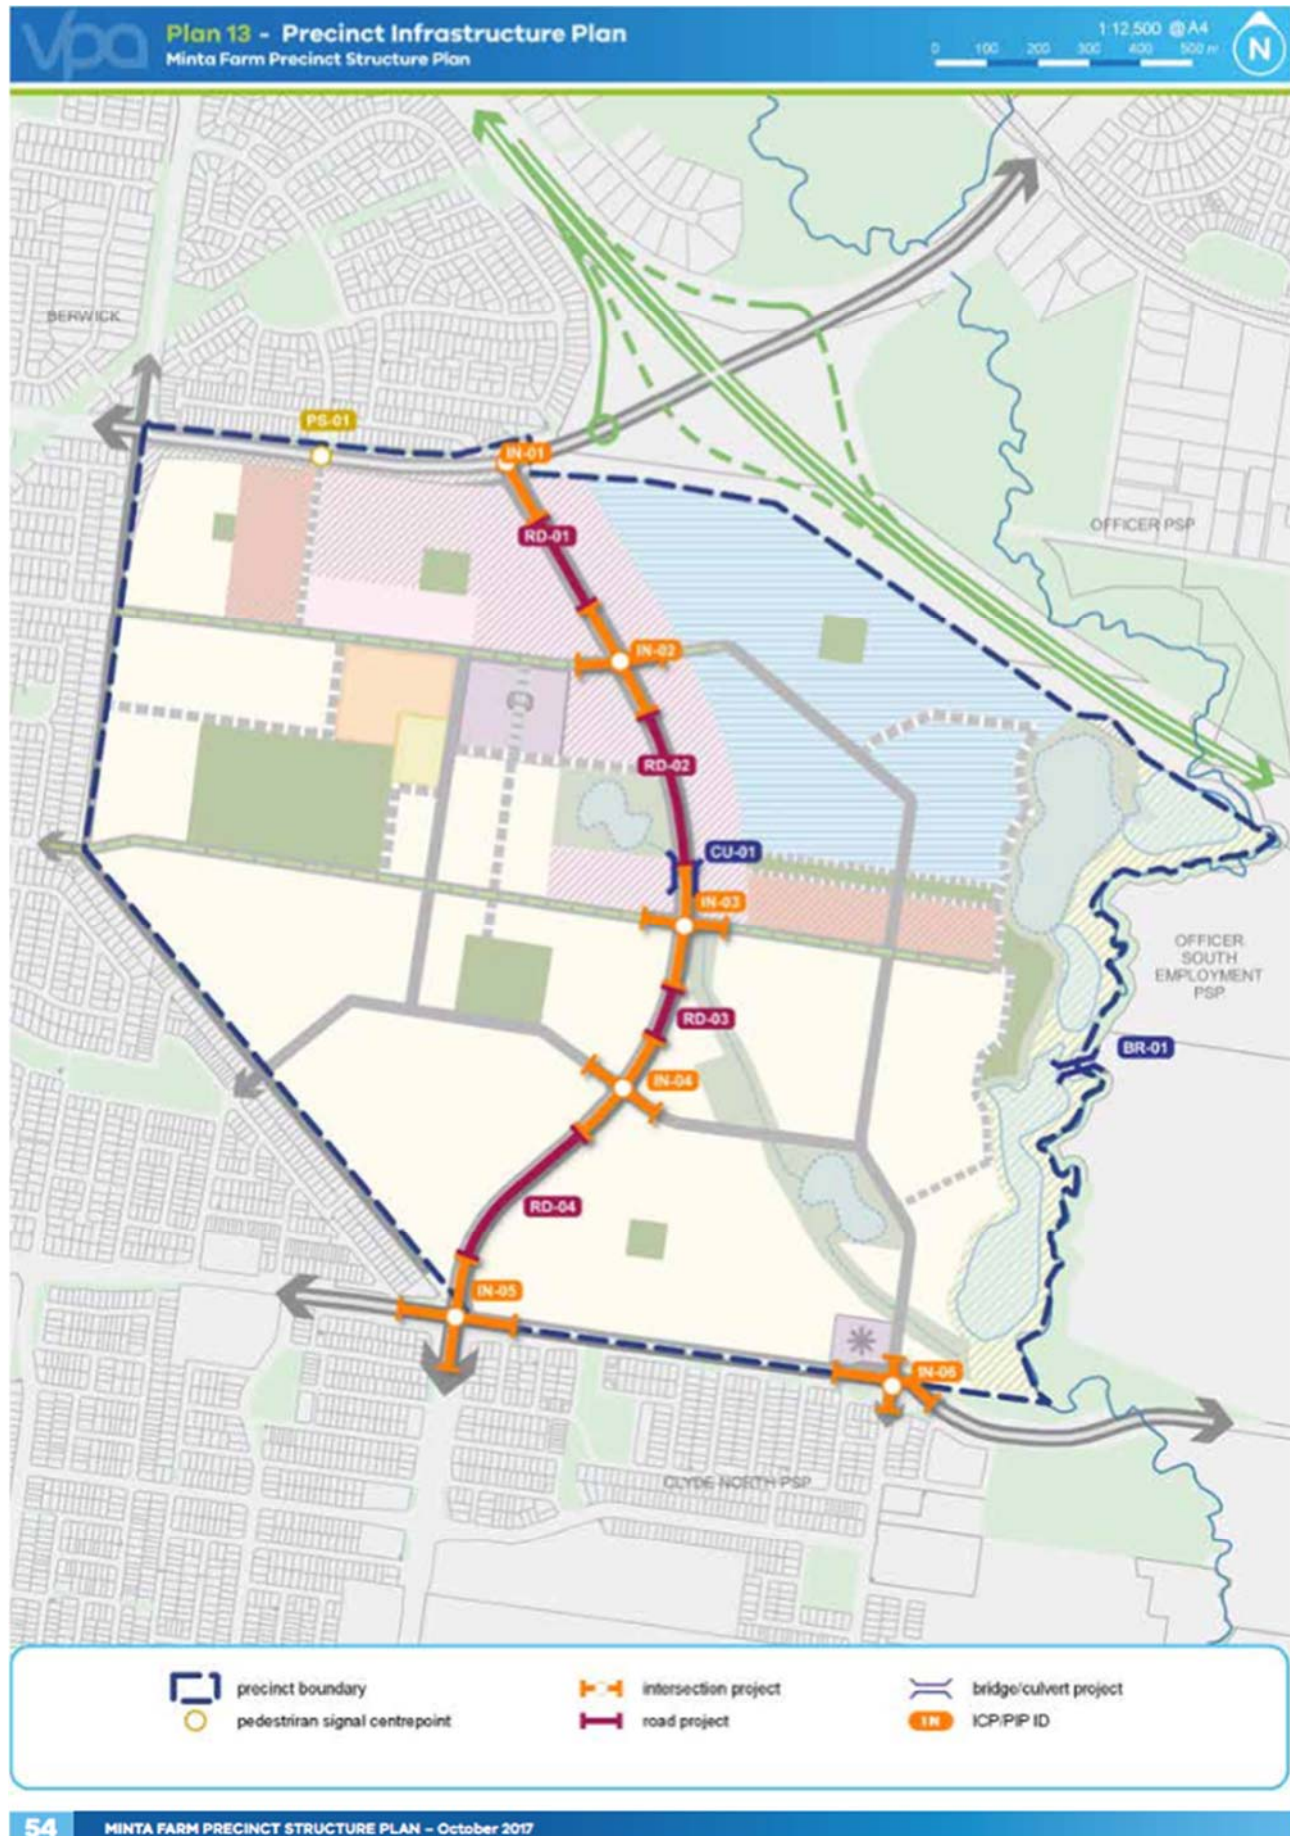 vpa
Plan 13 - Precinct Infrastructure Plan
Minta Farm Precinct Structure Plan
1:12,500 @A4
0 100 200 300 400 500 m
N
BERWICK
PS-01
IN-01
OFFICER PSP
RD-01
IN-02
RD-02
CU-01
IN-03
OFFICER
SOUTH
EMPLOYMENT
PSP
RD-03
BR-01
IN-04
RD-04
IN-05
IN-06
CLYDE NORTH PSP
precinct boundary
intersection project
bridge/culvert project
pedestriran signal centrepoint
road project
IN
ICP/PIP ID
54
MINTA FARM PRECINCT STRUCTURE PLAN – October 2017